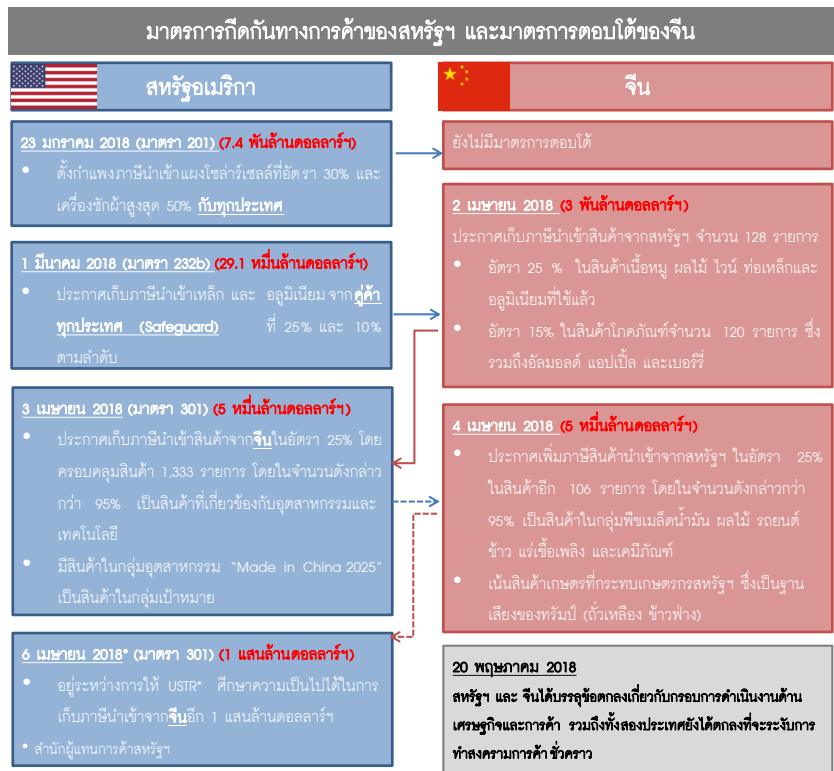 มาตรการกีดกันทางการค้าของสหรัฐฯ และมาตรการตอบโต้ของจีน
สหรัฐอเมริกา
23 มกราคม 2018 (มาตรา 201) (7.4 พันล้านดอลลาร์ฯ)
• ตั้งกำแพงภาษีนำเข้าแผงโซล่าร์เซลล์ที่อัตรา 30% และ
เครื่องซักผ้าสูงสุด 50% กับทุกประเทศ
1 มีนาคม 2018 (มาตรา 232b) (29.1 หมื่นล้านดอลลาร์ฯ)
• ประกาศเก็บภาษีนำเข้าเหล็ก และ อลูมิเนียม จากคู่ค้า
ทุกประเทศ (Safeguard) ที่ 25% และ 10%
ตามลำดับ
3 เมษายน 2018 (มาตรา 301) (5 หมื่นล้านดอลลาร์ฯ)
• ประกาศเก็บภาษีนำเข้าสินค้าจากจีนในอัตรา 25% โดย
ครอบคลุมสินค้า 1,333 รายการ โดยในจำนวนดังกล่าว
กว่า 95% เป็นสินค้าที่เกี่ยวข้องกับอุตสาหกรรมและ
เทคโนโลยี
• มีสินค้าในกลุ่มอุตสาหกรรม "Made in China 2025"
เป็นสินค้าในกลุ่มเป้าหมาย
6 เมษายน 2018* (มาตรา 301) (1 แสนล้านดอลลาร์ฯ)
• อยู่ระหว่างการให้ USTR* ศึกษาความเป็นไปได้ในการ
เก็บภาษีนำเข้าจากจีนอีก 1 แสนล้านดอลลาร์ฯ
* สำนักผู้แทนการค้าสหรัฐฯ
จีน
ยังไม่มีมาตรการตอบโต้
2 เมษายน 2018 (3 พันล้านดอลลาร์ฯ)
ประกาศเก็บภาษีนำเข้าสินค้าจากสหรัฐฯ จำนวน 128 รายการ
• อัตรา 25 % ในสินค้าเนื้อหมู ผลไม้ ไวน์ ท่อเหล็กและ
อลูมิเนียมที่ใช้แล้ว
• อัตรา 15% ในสินค้าโภคภัณฑ์จำนวน 120 รายการ ซึ่ง
รวมถึงอัลมอลด์ แอปเปิ้ล และเบอร์รี่
4 เมษายน 2018 (5 หมื่นล้านดอลลาร์ฯ)
• ประกาศเพิ่มภาษีสินค้านำเข้าจากสหรัฐฯ ในอัตรา 25%
ในสินค้าอีก 106 รายการ โดยในจำนวนดังกล่าวกว่า
95% เป็นสินค้าในกลุ่มพืชเมล็ดน้ำมัน ผลไม้ รถยนต์
ข้าว แร่เชื้อเพลิง และเคมีภัณฑ์
• เน้นสินค้าเกษตรที่กระทบเกษตรกรสหรัฐฯ ซึ่งเป็นฐาน
เสียงของทรัมป์ (ถั่วเหลือง ข้าวฟ่าง)
20 พฤษภาคม 2018
สหรัฐฯ และ จีนได้บรรลุข้อตกลงเกี่ยวกับกรอบการดำเนินงานด้าน
เศรษฐกิจและการค้า รวมถึงทั้งสองประเทศยังได้ตกลงที่จะระงับการ
ทำสงครามการค้าชั่วคราว